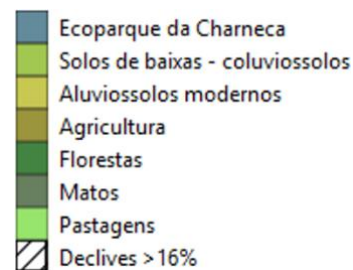 Ecoparque da Charneca
Solos de baixas - coluviossolos
Aluviossolos modernos
Agricultura
Florestas
Matos
Pastagens
Declives >16%